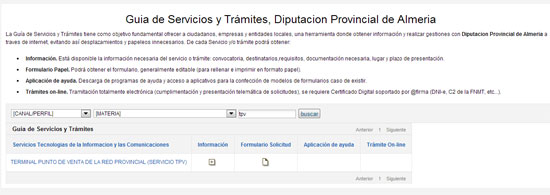 Guia de Servicios y Trámites, Diputacion Provincial de Almeria
La Guía de Servicios y Trámites tiene como objetivo fundamental ofrecer a ciudadanos, empresas y entidades locales, una herramienta donde obtener información y realizar gestiones con Diputacion Provincial de Almeria a
traves de internet, evitando asi desplazamientos y papeleos innecesarios. De cada Servicio y/o trámite podrá obtener:
• Información. Está disponible la información necesaria del servicio o trámite: convocatoria, destinatarios,requisitos, documentación necesaria, lugar y plazo de presentación.
• Formulario Papel. Podrá obtener el formulario, generalmente editable (para rellenar e imprimir en formato papel).
• Aplicación de ayuda. Descarga de programas de ayuda y acceso a aplicativos para la confección de modelos de formularios caso de existir.
• Trámites on-line. Tramitación totalmente electrónica (cumplimentación y presentación telemática de solicitudes), se requiere Certificado Digital soportado por @firma (DNI-e, C2 de la FNMT, etc...).
[CANAL/PERFIL] [MATERIA] tpv buscar
Guía de Servicios y Trámites Anterior 1 Siguiente
Servicios Tecnologías de la Informacion y las Comunicaciones Información Formulario Solicitud Aplicación de ayuda Trámite On-line
TERMINAL PUNTO DE VENTA DE LA RED PROVINCIAL (SERVICIO TPV)
Anterior 1 Siguiente